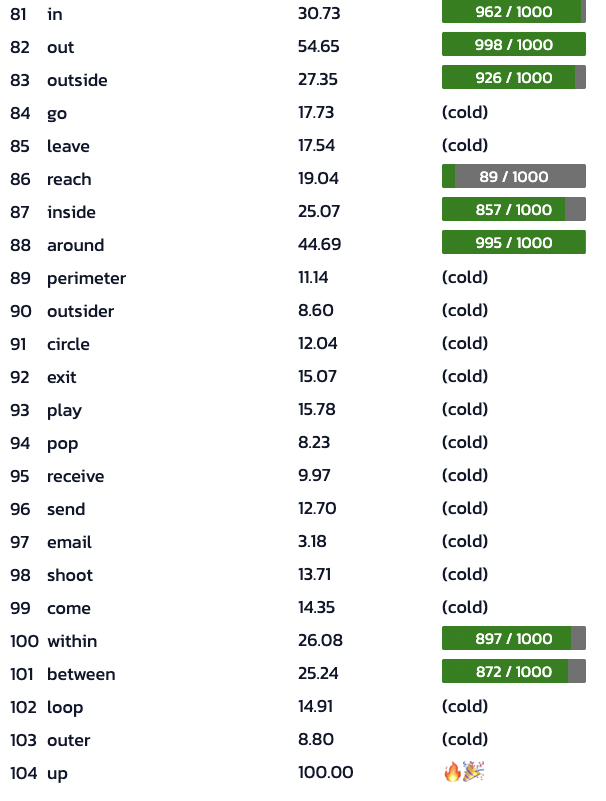 81 in 30.73 962 / 1000
82 out 54.65 998 / 1000
83 outside 27.35 926 / 1000
84 go 17.73 (cold)
85 leave 17.54 (cold)
86 reach 19.04 89 / 1000
87 inside 25.07 857 / 1000
88 around 44.69 995 / 1000
89 perimeter 11.14 (cold)
90 outsider 8.60 (cold)
91 circle 12.04 (cold)
92 exit 15.07 (cold)
93 play 15.78 (cold)
94 pop 8.23 (cold)
95 receive 9.97 (cold)
96 send 12.70 (cold)
97 email 3.18 (cold)
98 shoot 13.71 (cold)
99 come 14.35 (cold)
100 within 26.08 897 / 1000
101 between 25.24 872 / 1000
102 loop 14.91 (cold)
103 outer 8.80 (cold)
104 up 100.00 🔥🎉